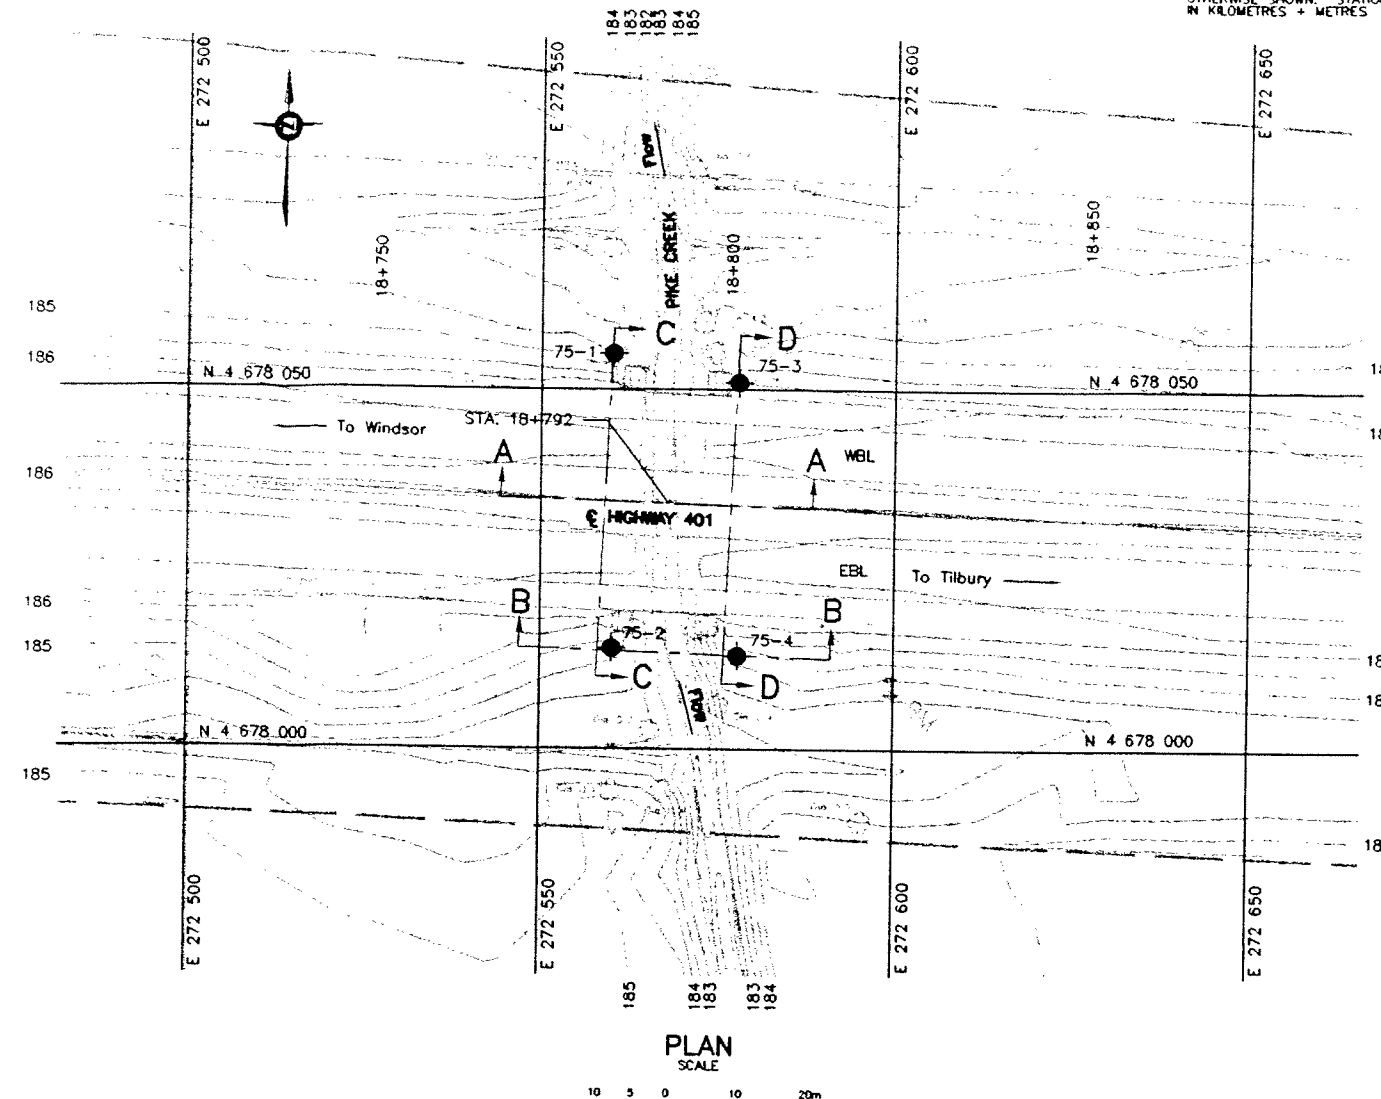 IN KILOMETRES + METRES
184
183
182
183
184
185
E 272 500
E 272 550
E 272 600
E 272 650
Z
Flow
PIKE CREEK
18+750
18+800
18+850
185
C
D
75-1
75-3
186
N 4 678 050
N 4 678 050
To Windsor
STA. 18+792
A
A
WBL
186
℄ HIGHWAY 401
EBL
To Tilbury
186
B
B
75-2
75-4
185
C
D
Flow
N 4 678 000
N 4 678 000
185
E 272 500
E 272 550
E 272 600
E 272 650
185
184
183
183
184
PLAN
SCALE
10 5 0 10 20m